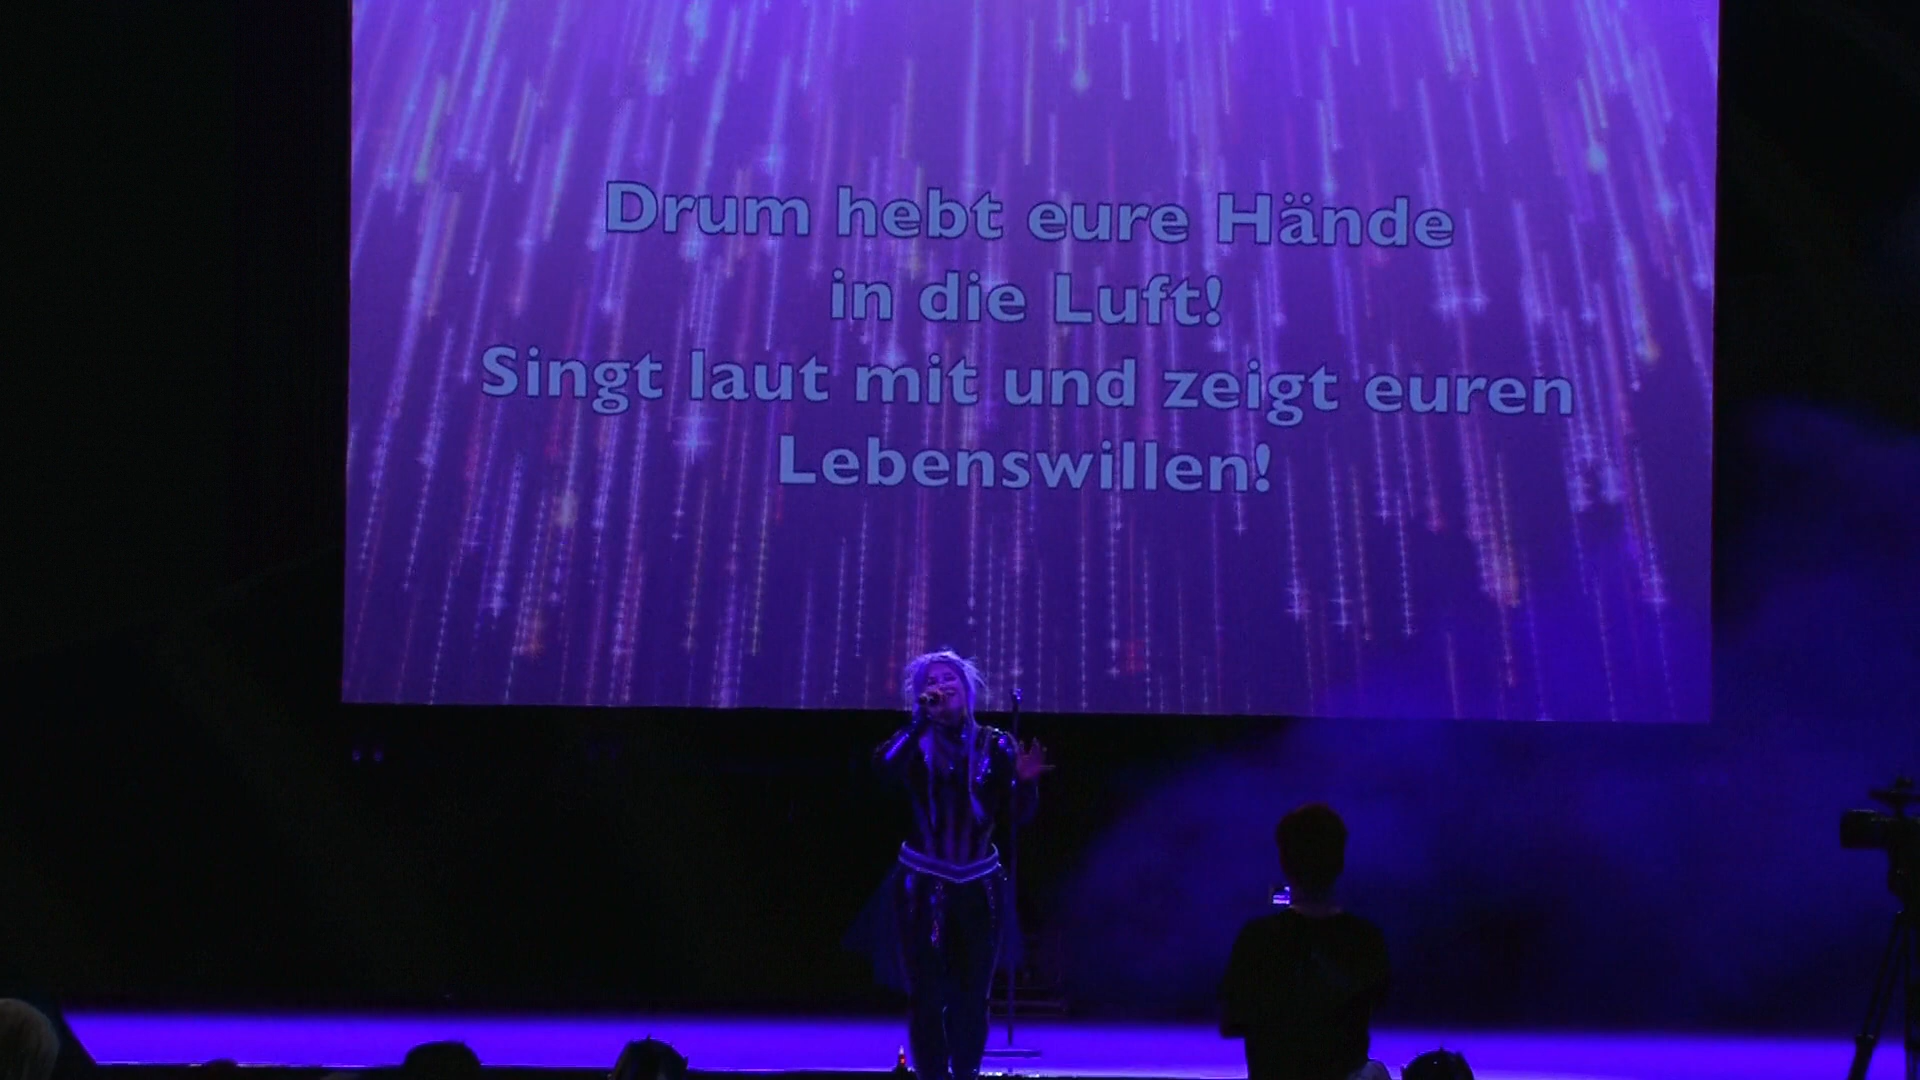 Drum hebt eure Hände
in die Luft!
Singt laut mit und zeigt euren
Lebenswillen!